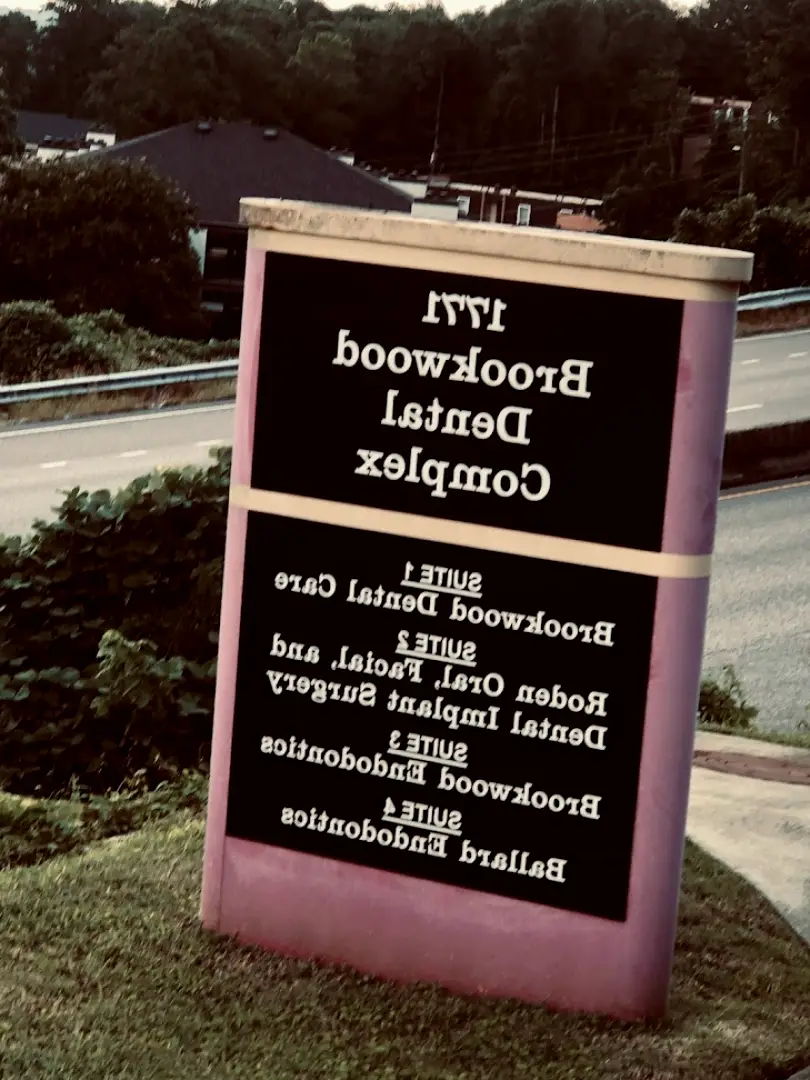 1771
Brookwood
Dental
Complex
SUITE 1
Brookwood Dental Care
SUITE 2
Roden Oral, Facial, and
Dental Implant Surgery
SUITE 3
Brookwood Endodontics
SUITE 4
Ballard Endodontics